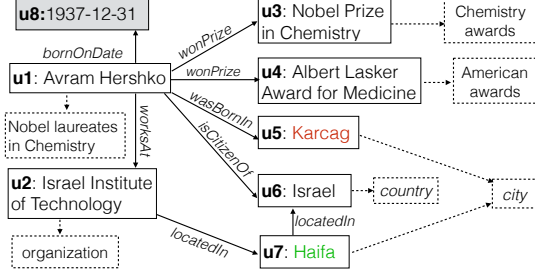 u8:1937-12-31
bornOnDate
wonPrize
u3: Nobel Prize
in Chemistry
Chemistry
awards
u1: Avram Hershko
wonPrize
u4: Albert Lasker
Award for Medicine
American
awards
Nobel laureates
in Chemistry
worksAt
wasBornIn
isCitizenOf
u5: Karcag
u2: Israel Institute
of Technology
u6: Israel
country
city
locatedIn
organization
locatedIn
u7: Haifa